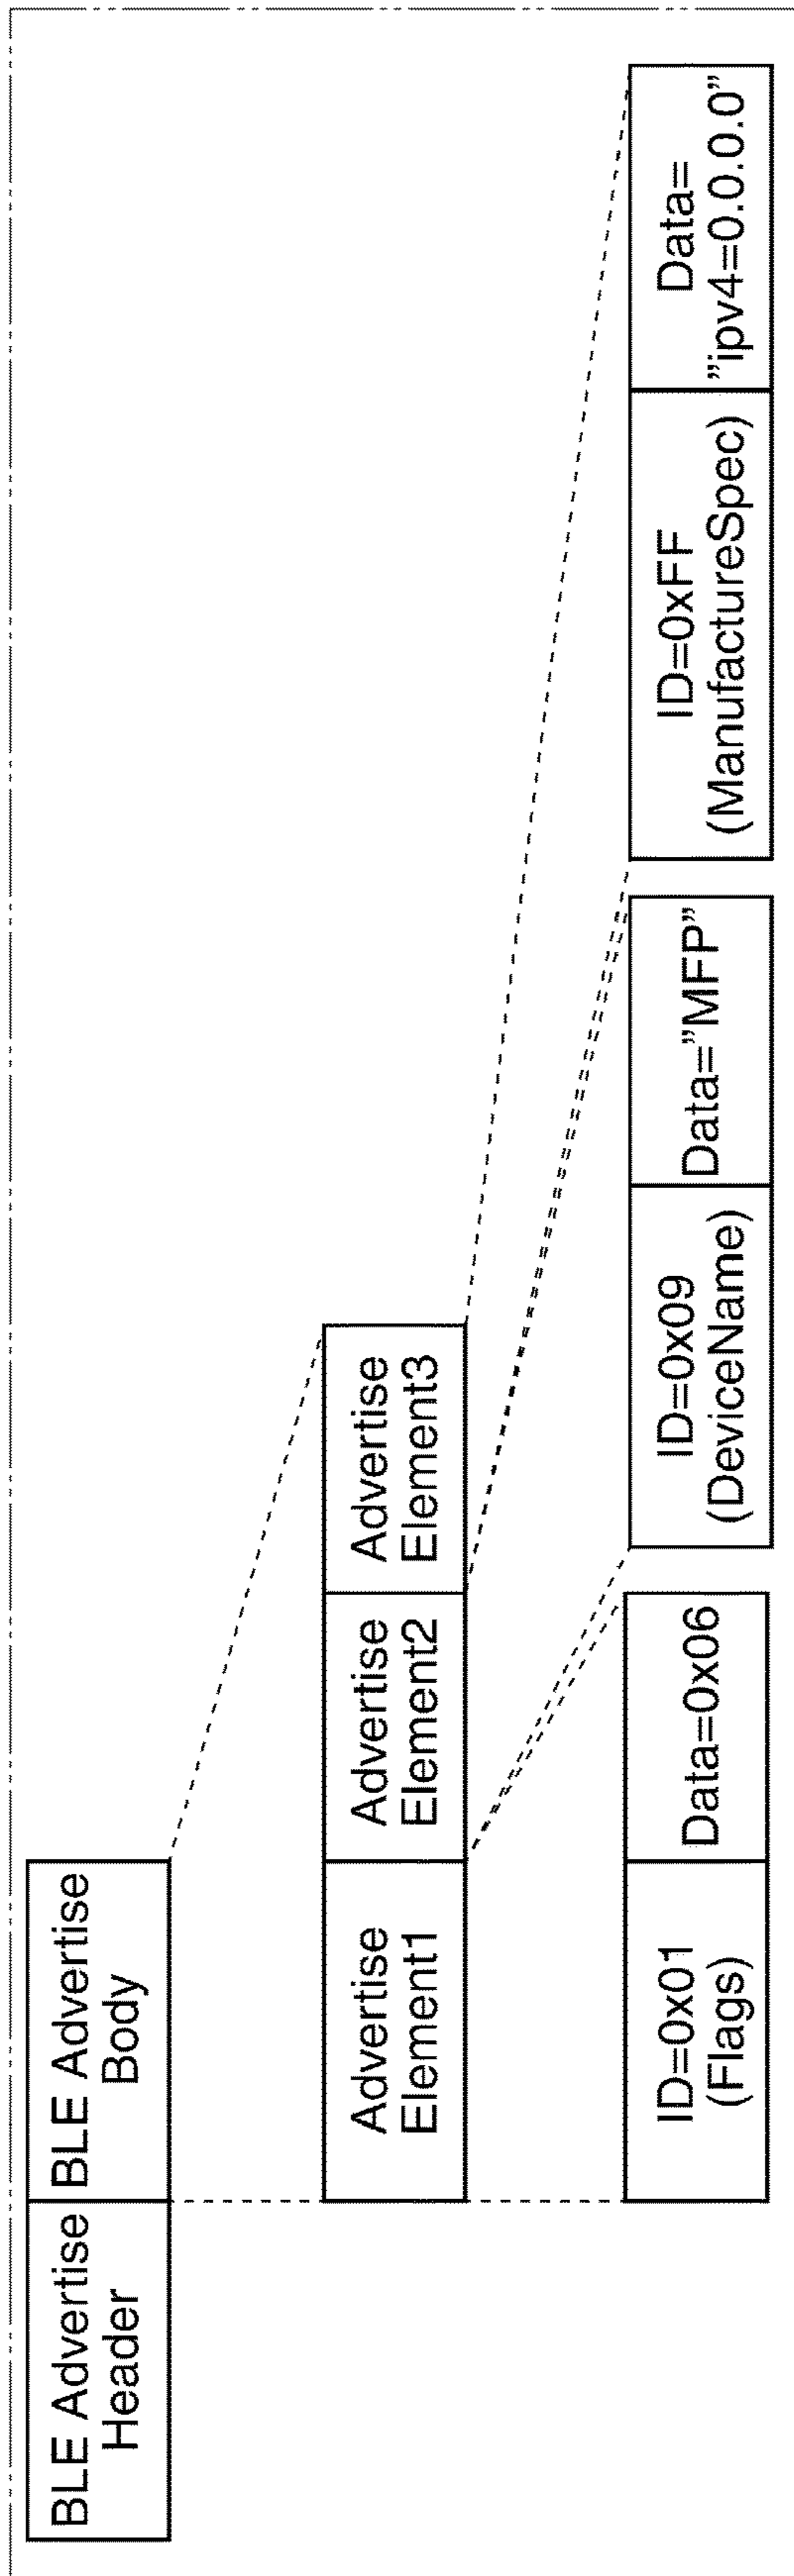 BLE Advertise
Header
BLE Advertise
Body
Advertise
Element1
Advertise
Element2
Advertise
Element3
ID=0x01
(Flags)
Data=0x06
ID=0x09
(DeviceName)
Data=”MFP”
ID=0xFF
(ManufactureSpec)
Data=
”ipv4=0.0.0.0”